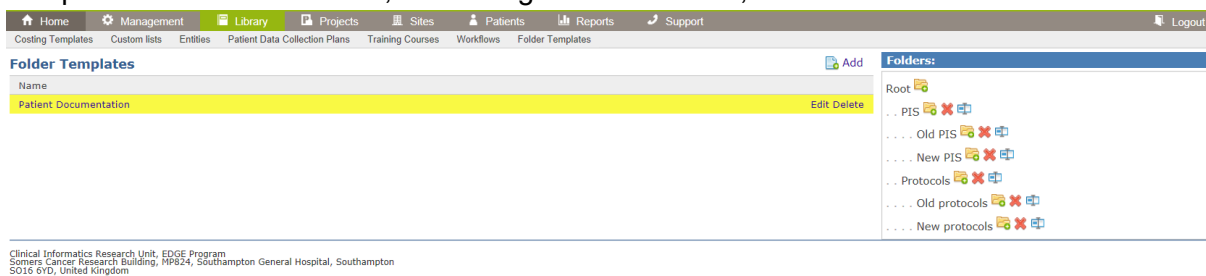 Home Management Library Projects Sites Patients Reports Support Logout
Costing Templates Custom lists Entities Patient Data Collection Plans Training Courses Workflows Folder Templates
Folder Templates Add
Name
Patient Documentation Edit Delete
Folders:
Root
. . PIS
. . . . Old PIS
. . . . New PIS
. . Protocols
. . . . Old protocols
. . . . New protocols
Clinical Informatics Research Unit, EDGE Program
Somers Cancer Research Building, MP824, Southampton General Hospital, Southampton
SO16 6YD, United Kingdom